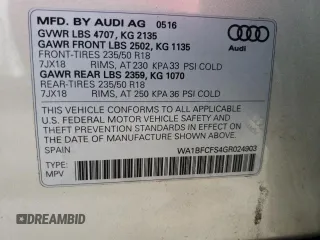 MFD. BY AUDI AG 05/16
GVWR LBS 4707, KG 2135
GAWR FRONT LBS 2502, KG 1135
FRONT-TIRES 235/50 R18
7JX18 RIMS, AT 230 KPA 33 PSI COLD
GAWR REAR LBS 2359, KG 1070
REAR-TIRES 235/50 R18
7JX18 RIMS, AT 250 KPA 36 PSI COLD
Audi
THIS VEHICLE CONFORMS TO ALL APPLICABLE
U.S. FEDERAL MOTOR VEHICLE SAFETY AND THEFT
PREVENTION STANDARDS IN EFFECT ON
THE DATE OF MANUFACTURE SHOWN ABOVE.
SPAIN WA1BFCFS4GR024903
TYPE:
MPV
DREAMBID